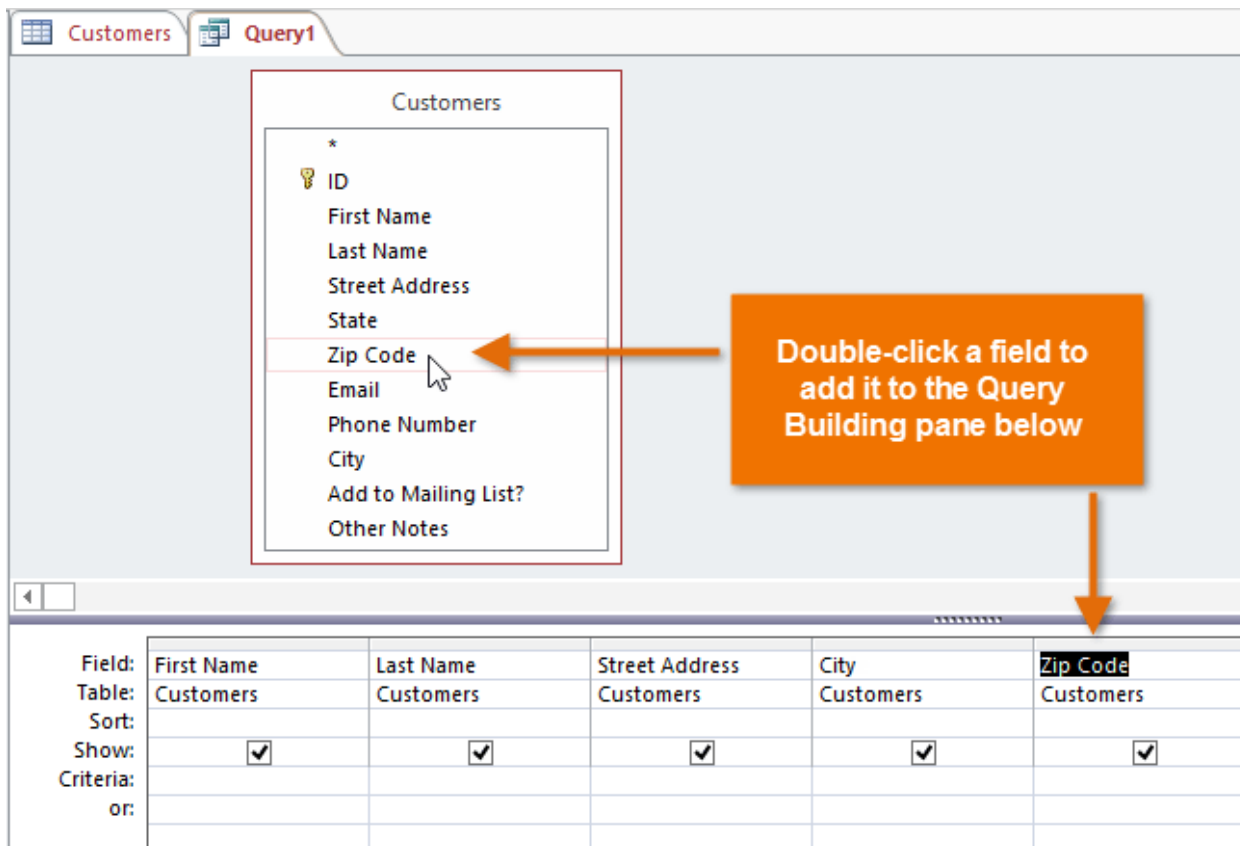 Customers Query1
Customers
*
ID
First Name
Last Name
Street Address
State
Zip Code
Email
Phone Number
City
Add to Mailing List?
Other Notes
Double-click a field to
add it to the Query
Building pane below
Field: First Name Last Name Street Address City Zip Code
Table: Customers Customers Customers Customers Customers
Sort:
Show:
Criteria:
or: